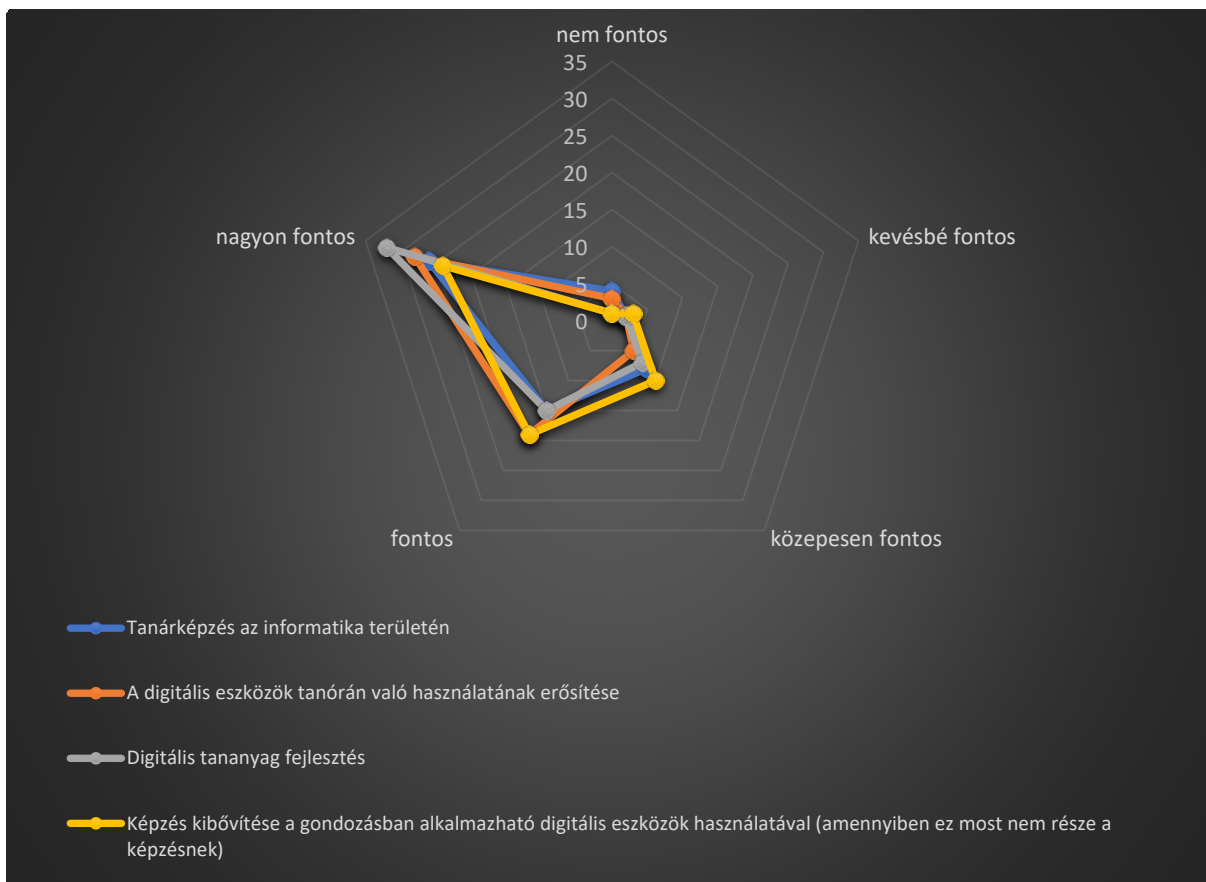 nem fontos
35
30
25
20
15
10
5
0
nagyon fontos
kevésbé fontos
fontos
közepesen fontos
Tanárképzés az informatika területén
A digitális eszközök tanórán való használatának erősítése
Digitális tananyag fejlesztés
Képzés kibővítése a gondozásban alkalmazható digitális eszközök használatával (amennyiben ez most nem része a
képzésnek)